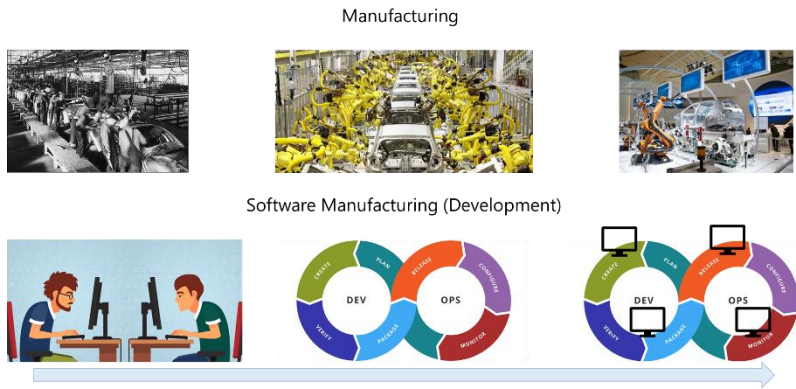 Manufacturing
Software Manufacturing (Development)
CREATE
PLAN
RELEASE
CONFIGURE
DEV
OPS
VERIFY
PACKAGE
MONITOR
CREATE
PLAN
RELEASE
CONFIGURE
DEV
OPS
VERIFY
PACKAGE
MONITOR